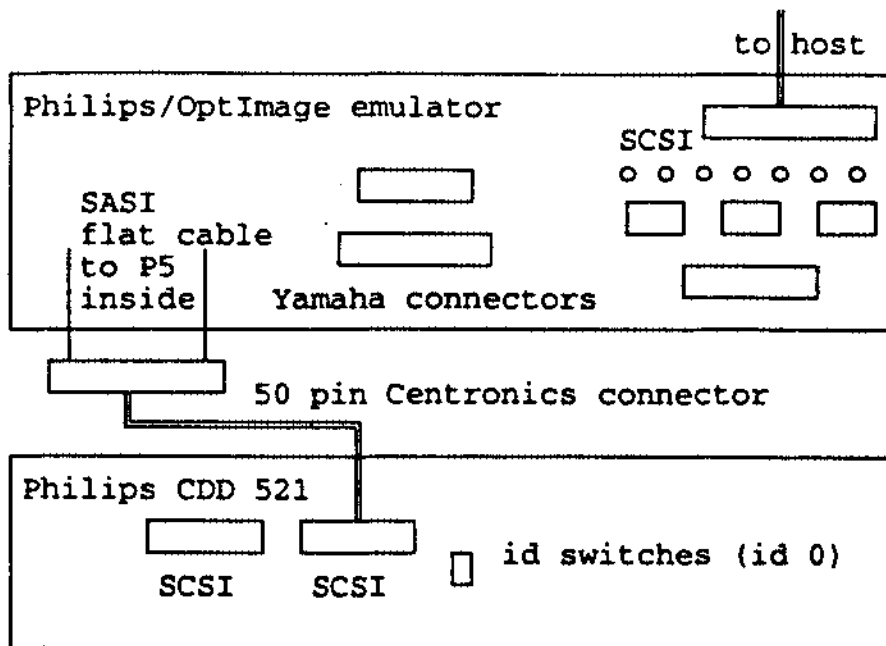 to host
Philips/OptImage emulator
SCSI
SASI
flat cable
to P5
inside
Yamaha connectors
50 pin Centronics connector
Philips CDD 521
id switches (id 0)
SCSI
SCSI